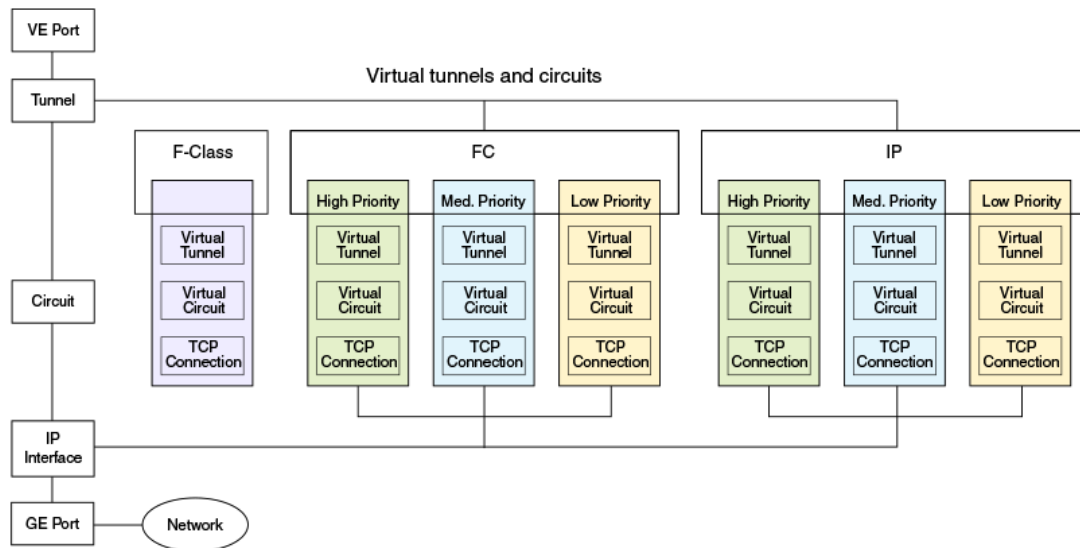 VE Port
Virtual tunnels and circuits
Tunnel
F-Class
FC
IP
High Priority
Med. Priority
Low Priority
High Priority
Med. Priority
Low Priority
Virtual
Tunnel
Virtual
Tunnel
Virtual
Tunnel
Virtual
Tunnel
Virtual
Tunnel
Virtual
Tunnel
Virtual
Tunnel
Circuit
Virtual
Circuit
Virtual
Circuit
Virtual
Circuit
Virtual
Circuit
Virtual
Circuit
Virtual
Circuit
Virtual
Circuit
TCP
Connection
TCP
Connection
TCP
Connection
TCP
Connection
TCP
Connection
TCP
Connection
TCP
Connection
IP
Interface
GE Port
Network